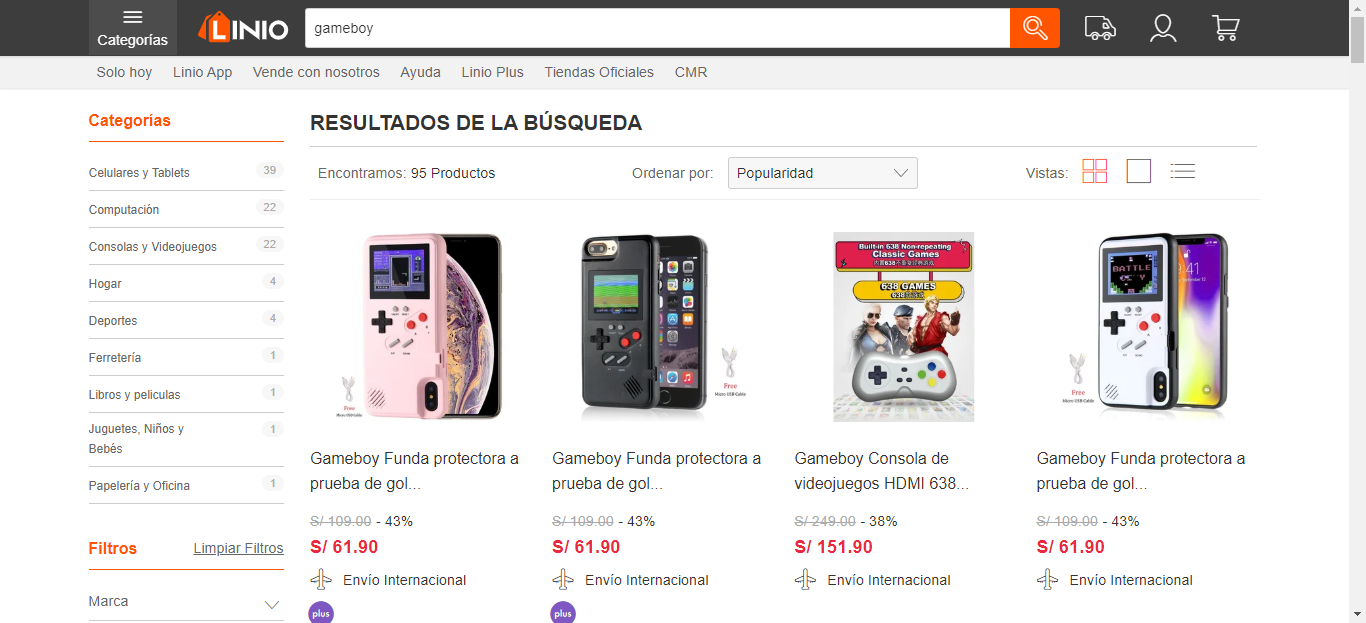 Categorías
LINIO
gameboy
Solo hoy Linio App Vende con nosotros Ayuda Linio Plus Tiendas Oficiales CMR
Categorías
Celulares y Tablets 39
Computación 22
Consolas y Videojuegos 22
Hogar 4
Deportes 4
Ferretería 1
Libros y peliculas 1
Juguetes, Niños y 1
Bebés
Papelería y Oficina 1
Filtros Limpiar Filtros
Marca
RESULTADOS DE LA BÚSQUEDA
Encontramos: 95 Productos Ordenar por: Popularidad Vistas:
Free
Micro USB Cable
Free
Micro USB Cable
Built-in 638 Non-repeating
Classic Games
638 GAMES
BATTLE
Free
Micro USB Cable
Gameboy Funda protectora a
prueba de gol...
S/ 109.00 - 43%
S/ 61.90
Envío Internacional
plus
Gameboy Funda protectora a
prueba de gol...
S/ 109.00 - 43%
S/ 61.90
Envío Internacional
plus
Gameboy Consola de
videojuegos HDMI 638...
S/ 249.00 - 38%
S/ 151.90
Envío Internacional
Gameboy Funda protectora a
prueba de gol...
S/ 109.00 - 43%
S/ 61.90
Envío Internacional